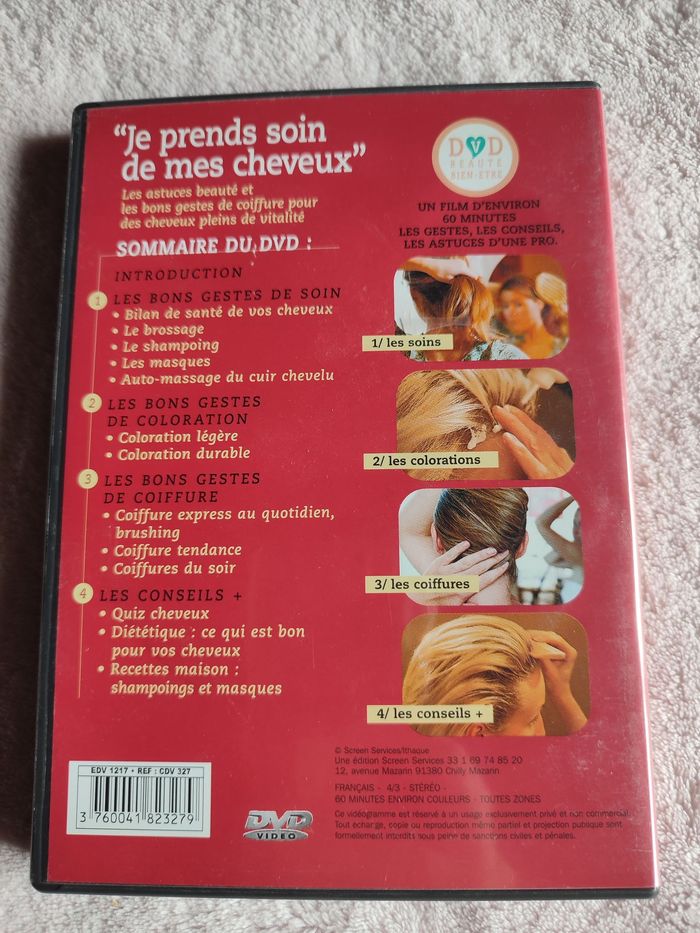 "Je prends soin
de mes cheveux"
Les astuces beauté et
les bons gestes de coiffure pour
des cheveux pleins de vitalité
SOMMAIRE DU DVD :
INTRODUCTION
1 LES BONS GESTES DE SOIN
• Bilan de santé de vos cheveux
• Le brossage
• Le shampoing
• Les masques
• Auto-massage du cuir chevelu
2 LES BONS GESTES
DE COLORATION
• Coloration légère
• Coloration durable
3 LES BONS GESTES
DE COIFFURE
• Coiffure express au quotidien,
brushing
• Coiffure tendance
• Coiffures du soir
4 LES CONSEILS +
• Quiz cheveux
• Diététique : ce qui est bon
pour vos cheveux
• Recettes maison :
shampoings et masques
DVD
BEAUTÉ
BIEN-ÊTRE
UN FILM D'ENVIRON
60 MINUTES
LES GESTES, LES CONSEILS,
LES ASTUCES D'UNE PRO.
1/ les soins
2/ les colorations
3/ les coiffures
4/ les conseils +
EDV 1217 • REF : CDV 327
3 760041 823279
DVD
VIDEO
© Screen Services/Ithaque
Une édition Screen Services 33 1 69 74 85 20
12, avenue Mazarin 91380 Chilly Mazarin
FRANÇAIS - 4/3 - STÉRÉO -
60 MINUTES ENVIRON COULEURS - TOUTES ZONES
Ce vidéogramme est réservé à un usage exclusivement privé et non commercial.
Tout échange, copie ou reproduction même partiel et projection publique sont
formellement interdits sous peine de sanctions civiles et pénales.